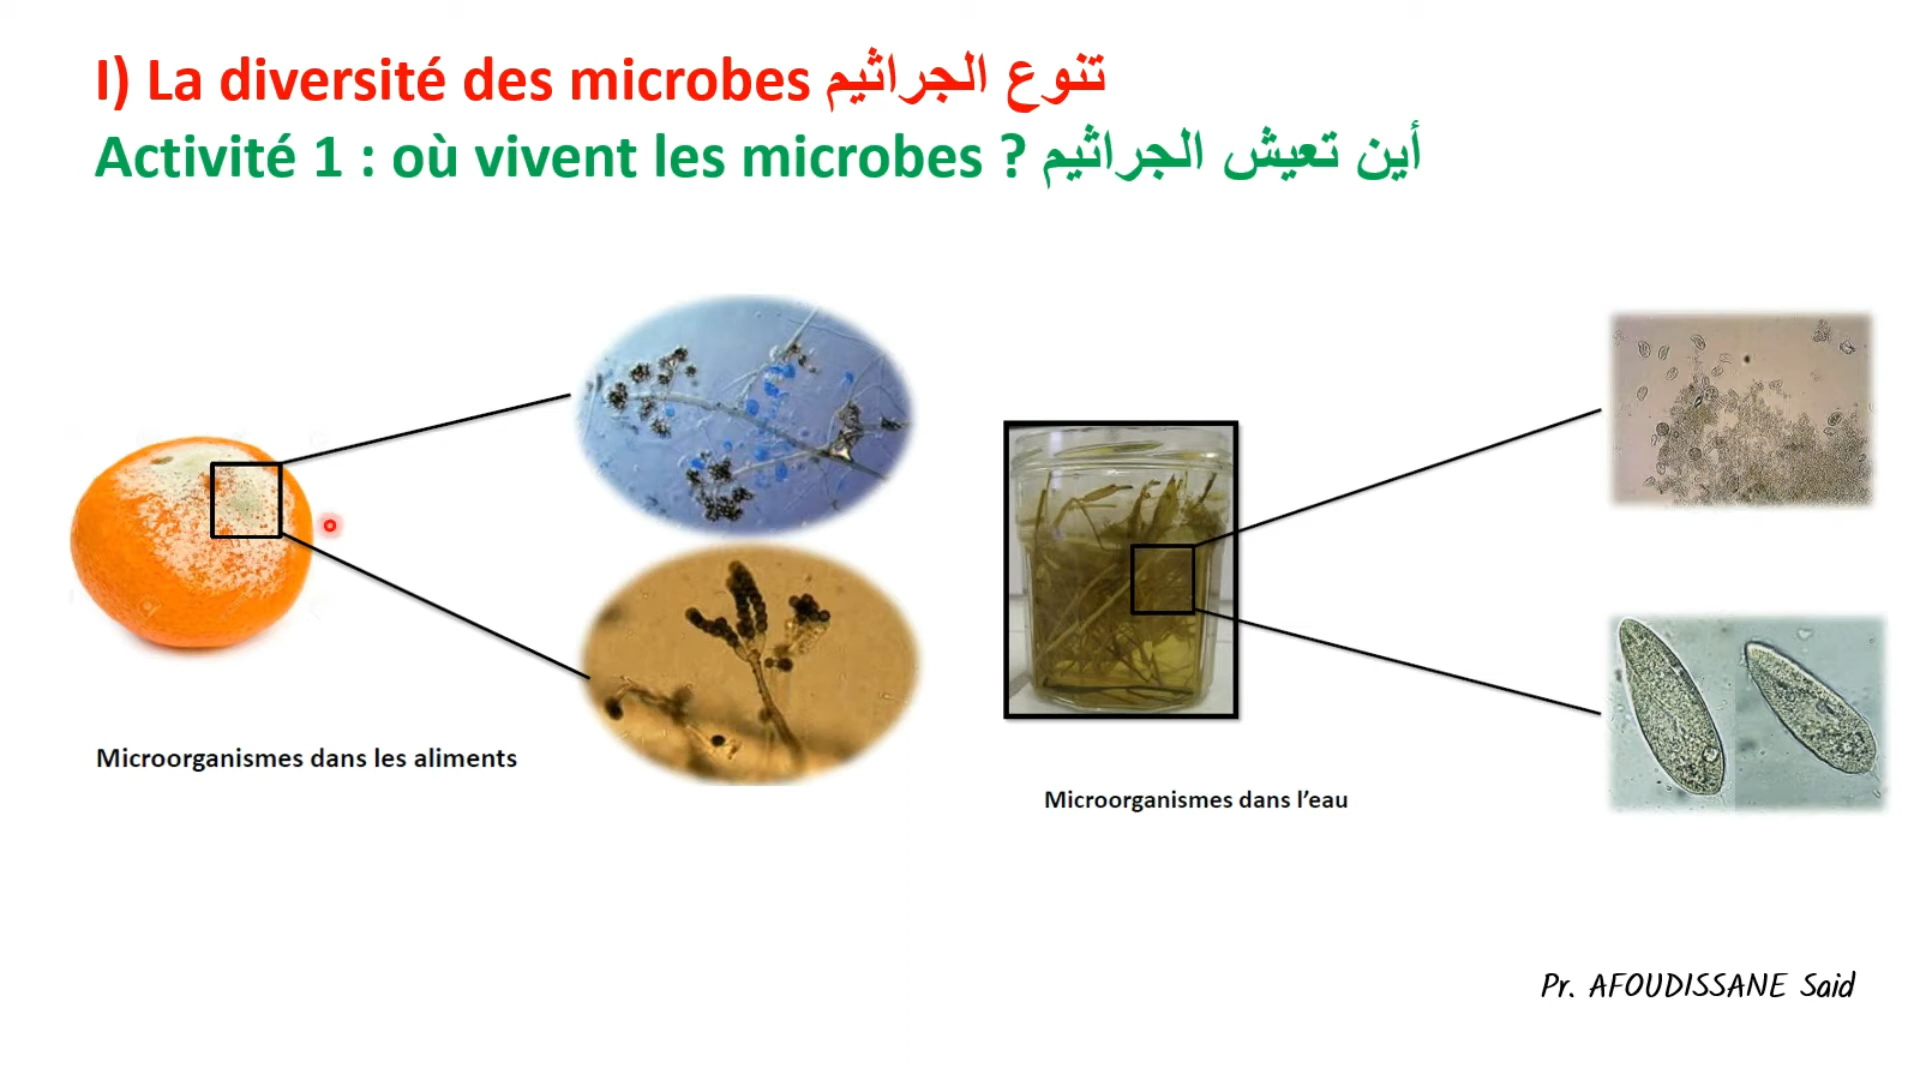 I) La diversité des microbes تنوع الجراثيم
Activité 1 : où vivent les microbes ? أين تعيش الجراثيم
Microorganismes dans les aliments
Microorganismes dans l’eau
Pr. AFOUDISSANE Said